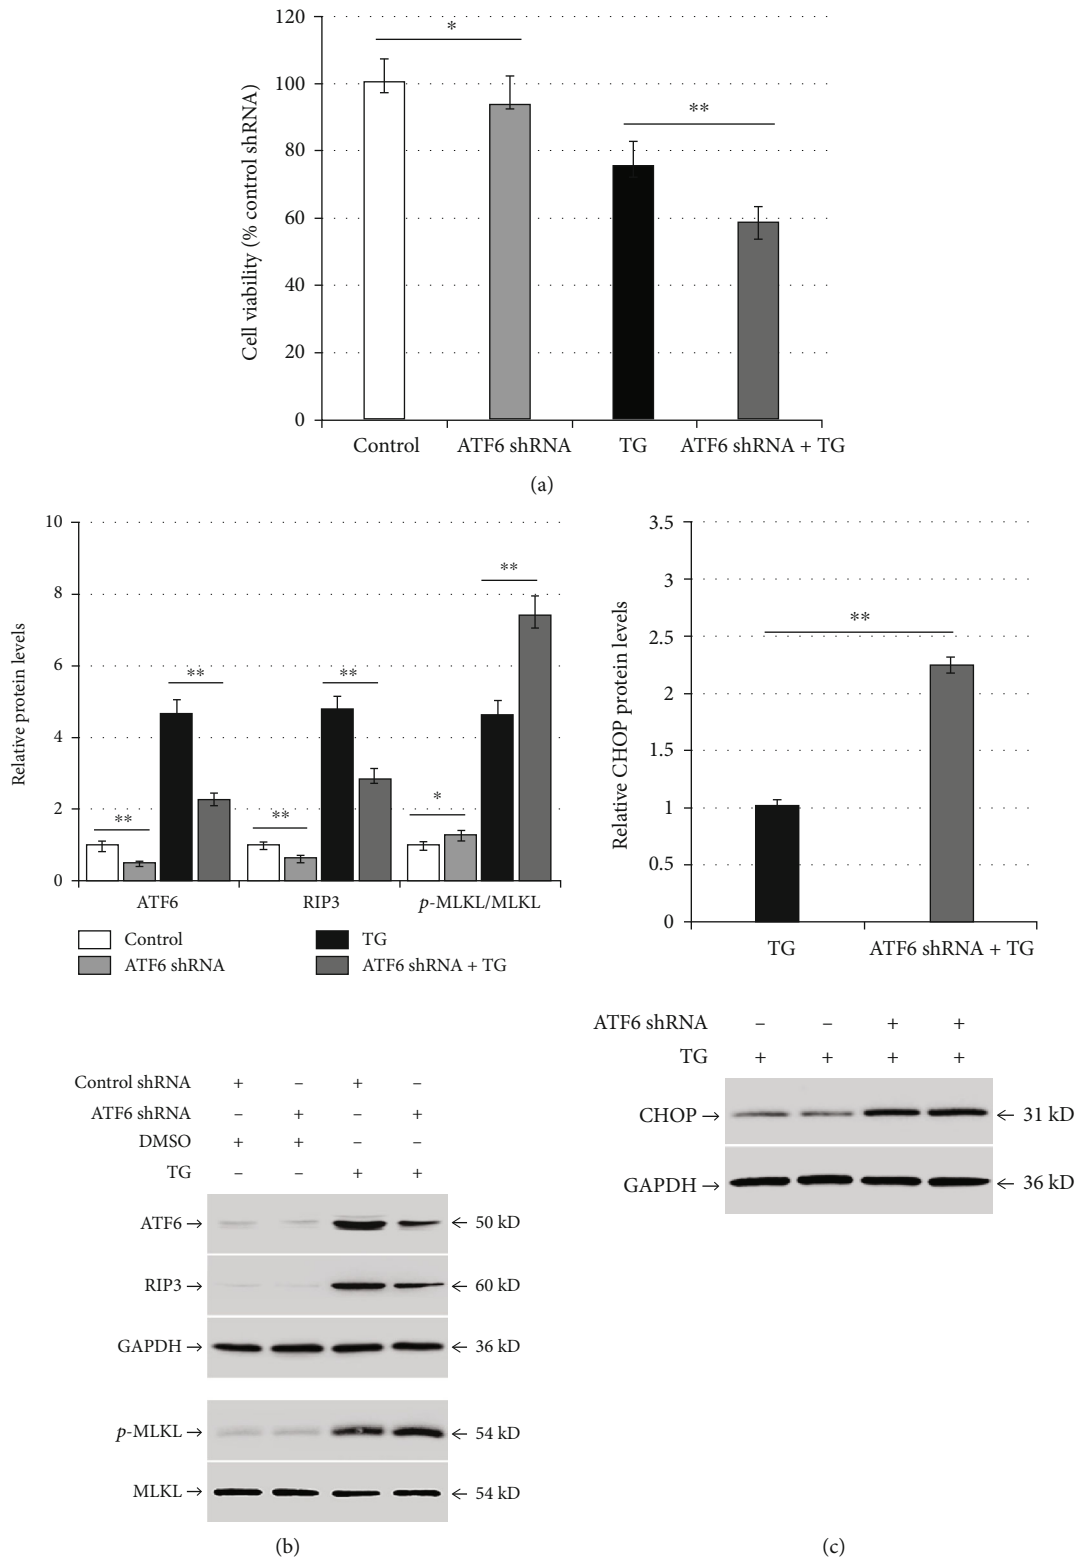 120
100
80
60
40
20
0
Cell viability (% control shRNA)
*
**
Control ATF6 shRNA TG ATF6 shRNA + TG
(a)
10
8
6
4
2
0
Relative protein levels
**
**
**
**
*
**
ATF6 RIP3 p-MLKL/MLKL
Control TG
ATF6 shRNA ATF6 shRNA + TG
3.5
3
2.5
2
1.5
1
0.5
0
Relative CHOP protein levels
**
TG ATF6 shRNA + TG
Control shRNA + – + –
ATF6 shRNA – + – +
DMSO + + – –
TG – – + +
ATF6 → ← 50 kD
RIP3 → ← 60 kD
GAPDH → ← 36 kD
p-MLKL → ← 54 kD
MLKL → ← 54 kD
(b)
ATF6 shRNA – – + +
TG + + + +
CHOP → ← 31 kD
GAPDH → ← 36 kD
(c)